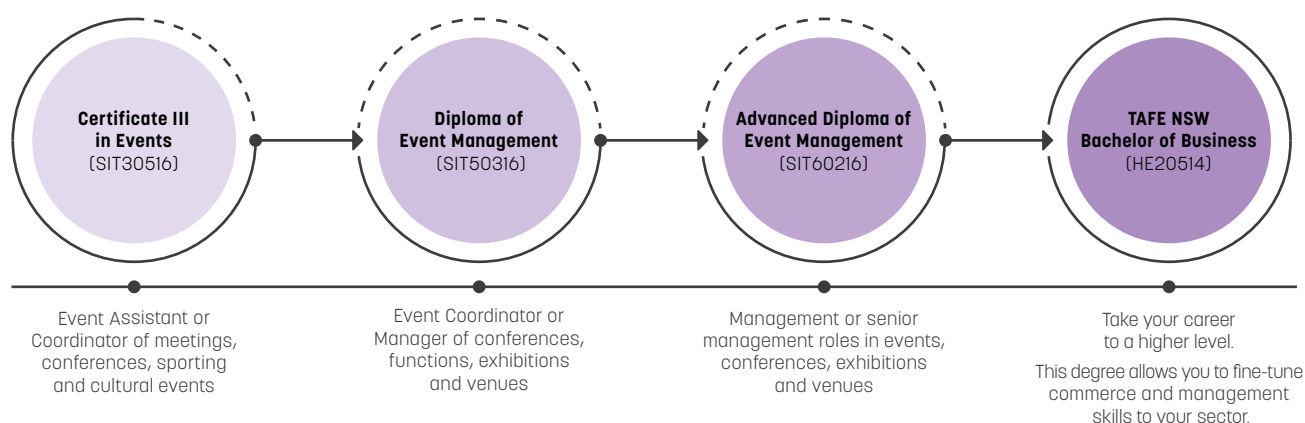 Certificate III
in Events
(SIT30516)
Diploma of
Event Management
(SIT50316)
Advanced Diploma of
Event Management
(SIT60216)
TAFE NSW
Bachelor of Business
(HE20514)
Event Assistant or
Coordinator of meetings,
conferences, sporting
and cultural events
Event Coordinator or
Manager of conferences,
functions, exhibitions
and venues
Management or senior
management roles in events,
conferences, exhibitions
and venues
Take your career
to a higher level.
This degree allows you to fine-tune
commerce and management
skills to your sector.